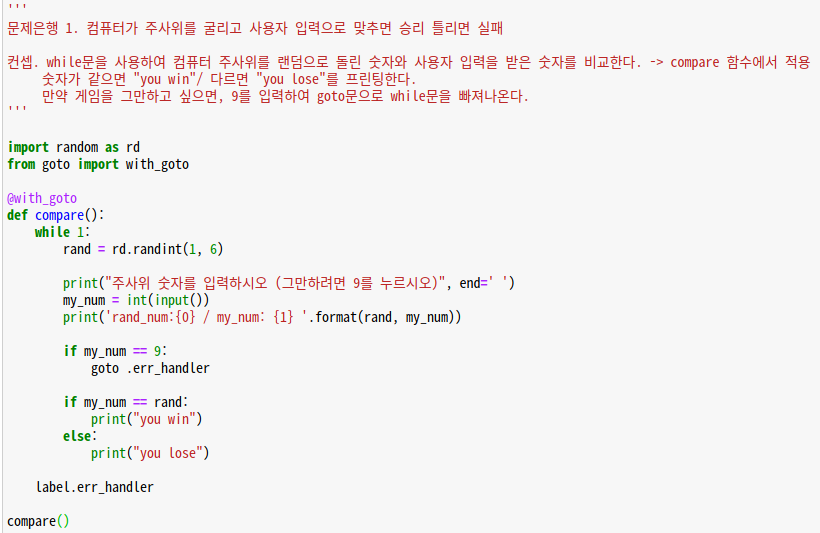 '''
문제은행 1. 컴퓨터가 주사위를 굴리고 사용자 입력으로 맞추면 승리 틀리면 실패
컨셉. while문을 사용하여 컴퓨터 주사위를 랜덤으로 돌린 숫자와 사용자 입력을 받은 숫자를 비교한다. -> compare 함수에서 적용
숫자가 같으면 "you win"/ 다르면 "you lose"를 프린팅한다.
만약 게임을 그만하고 싶으면, 9를 입력하여 goto문으로 while문을 빠져나온다.
'''
import random as rd
from goto import with_goto
@with_goto
def compare():
while 1:
rand = rd.randint(1, 6)
print("주사위 숫자를 입력하시오 (그만하려면 9를 누르시오)", end=' ')
my_num = int(input())
print('rand_num:{0} / my_num: {1} '.format(rand, my_num))
if my_num == 9:
goto .err_handler
if my_num == rand:
print("you win")
else:
print("you lose")
label.err_handler
compare()